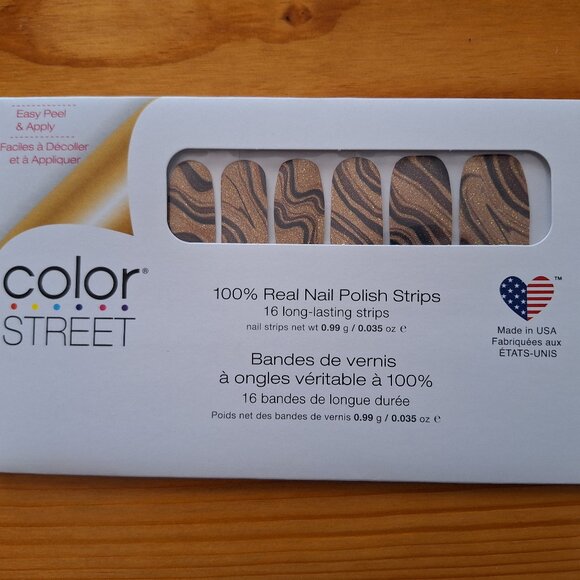 Easy Peel
& Apply
Faciles à Décoller
et à Appliquer
color®
STREET
100% Real Nail Polish Strips
16 long-lasting strips
nail strips net wt 0.99 g / 0.035 oz ℮
Bandes de vernis
à ongles véritable à 100%
16 bandes de longue durée
Poids net des bandes de vernis 0.99 g / 0.035 oz ℮
™
Made in USA
Fabriquées aux
ÉTATS-UNIS